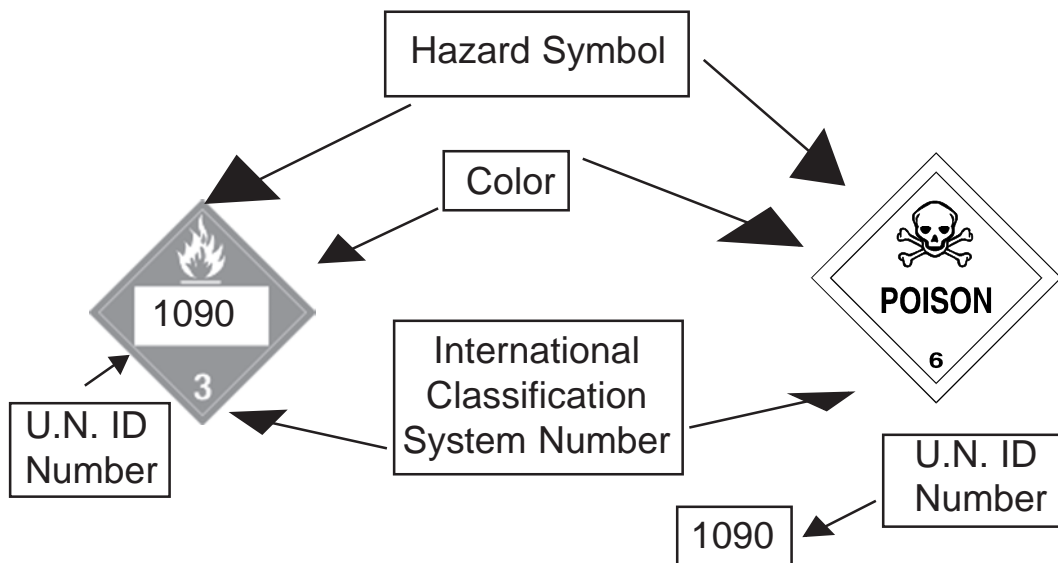 Hazard Symbol
Color
1090
3
POISON
6
International
Classification
System Number
U.N. ID
Number
U.N. ID
Number
1090